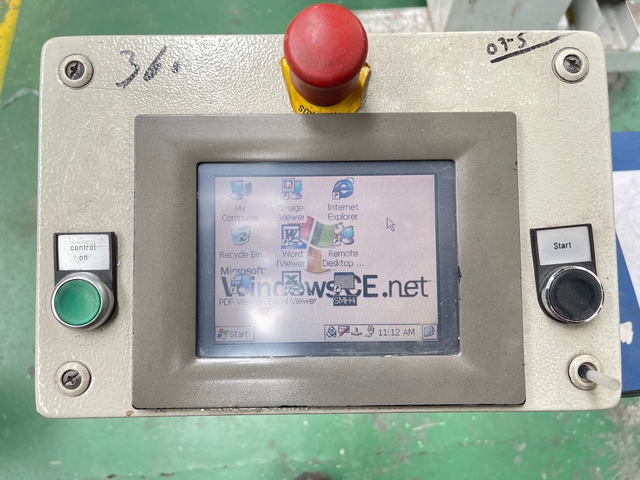 36.
03-5
control
on
Start
My
Computer
Image
Viewer
Internet
Explorer
Recycle Bin
Word
Viewer
Remote
Desktop ...
Microsoft
WindowsCE.net
PDF Viewer
Excel Viewer
SMH4
Start
11:12 AM